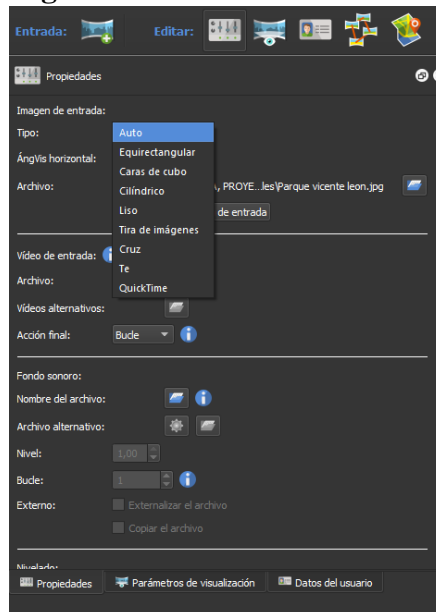 Entrada: Editar:
Propiedades
Imagen de entrada:
Tipo:
Auto
Equirectangular
Caras de cubo
Cilíndrico
Liso
Tira de imágenes
Cruz
Te
QuickTime
ÁngVis horizontal:
Archivo: , PROYE...les\Parque vicente leon.jpg
de entrada
Vídeo de entrada:
Archivo:
Vídeos alternativos:
Acción final: Bucle
Fondo sonoro:
Nombre del archivo:
Archivo alternativo:
Nivel: 1,00
Bucle: 1
Externo: Externalizar el archivo
Copiar el archivo
Nivelado:
Propiedades Parámetros de visualización Datos del usuario